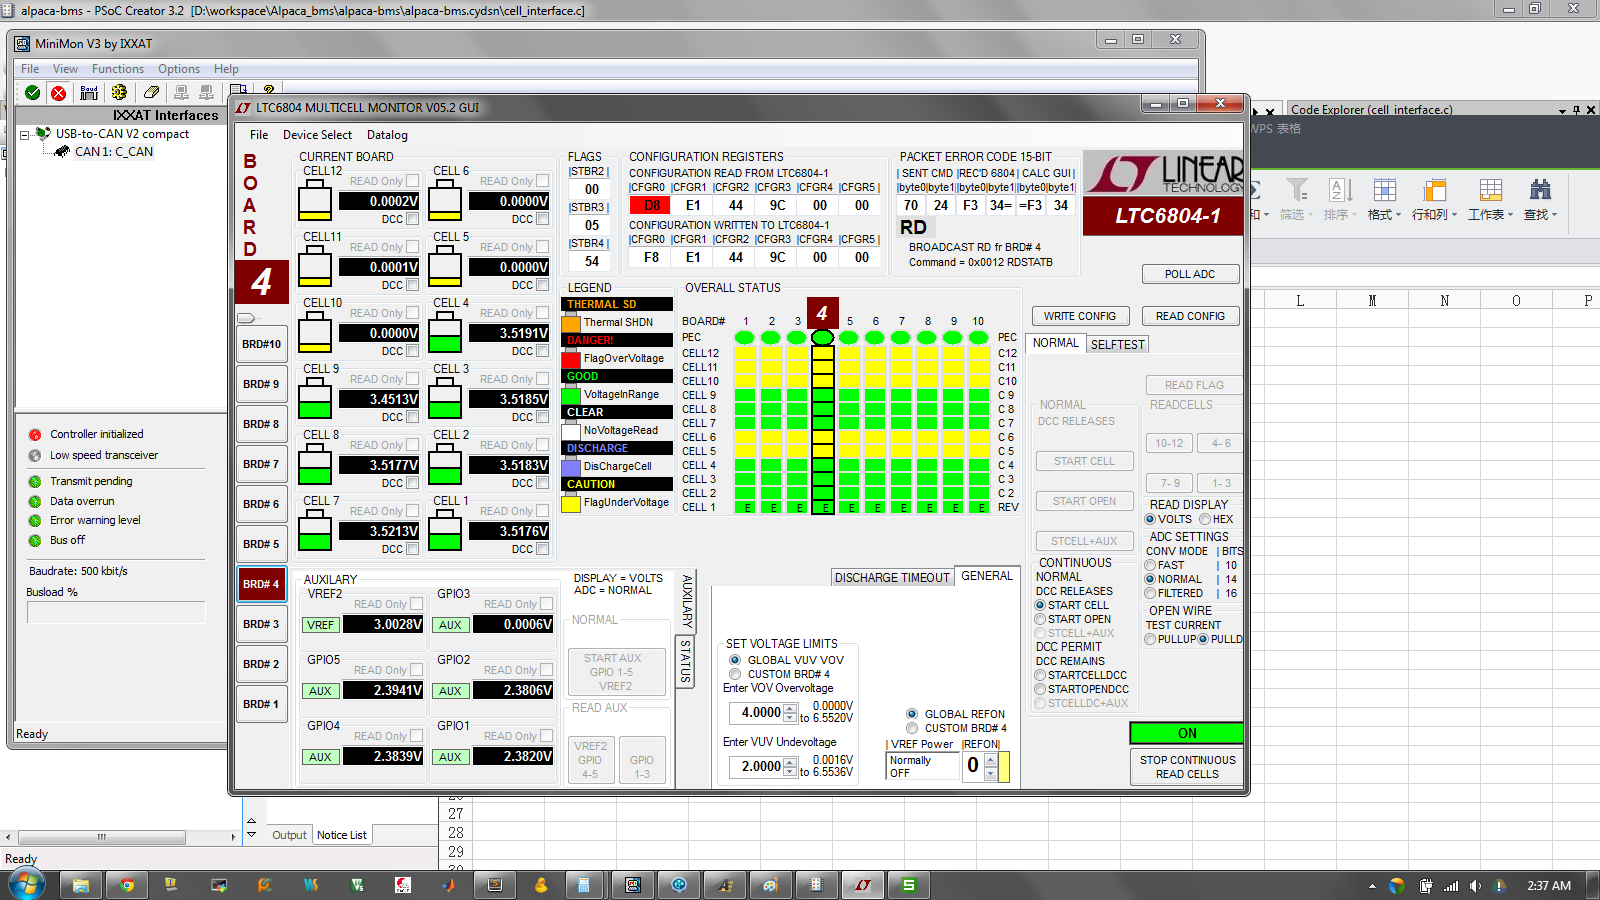 alpaca-bms - PSoC Creator 3.2 [D:\workspace\Alpaca_bms\alpaca-bms\alpaca-bms.cydsn\cell_interface.c]
MiniMon V3 by IXXAT
File View Functions Options Help
Baud
IXXAT Interfaces
USB-to-CAN V2 compact
CAN 1: C_CAN
Controller initialized
Low speed transceiver
Transmit pending
Data overrun
Error warning level
Bus off
Baudrate: 500 kbit/s
Busload %
Ready
LTC6804 MULTICELL MONITOR V05.2 GUI
File Device Select Datalog
BOARD
4
BRD#10
BRD# 9
BRD# 8
BRD# 7
BRD# 6
BRD# 5
BRD# 4
BRD# 3
BRD# 2
BRD# 1
CURRENT BOARD
CELL12 READ Only 0.0002V DCC
CELL 6 READ Only 0.0000V DCC
CELL11 READ Only 0.0001V DCC
CELL 5 READ Only 0.0000V DCC
CELL10 READ Only 0.0000V DCC
CELL 4 READ Only 3.5191V DCC
CELL 9 READ Only 3.4513V DCC
CELL 3 READ Only 3.5185V DCC
CELL 8 READ Only 3.5177V DCC
CELL 2 READ Only 3.5183V DCC
CELL 7 READ Only 3.5213V DCC
CELL 1 READ Only 3.5176V DCC
FLAGS
|STBR2 |
00
|STBR3 |
05
|STBR4 |
54
CONFIGURATION REGISTERS
CONFIGURATION READ FROM LTC6804-1
|CFGR0 |CFGR1 |CFGR2 |CFGR3 |CFGR4 |CFGR5 |
D8 E1 44 9C 00 00
CONFIGURATION WRITTEN TO LTC6804-1
|CFGR0 |CFGR1 |CFGR2 |CFGR3 |CFGR4 |CFGR5 |
F8 E1 44 9C 00 00
PACKET ERROR CODE 15-BIT
| SENT CMD |REC'D 6804 | CALC GUI |
|byte0|byte1|byte0|byte1||byte0|byte1|
70 24 F3 34= =F3 34
RD
BROADCAST RD fr BRD# 4
Command = 0x0012 RDSTATB
LINEAR
TECHNOLOGY
LTC6804-1
POLL ADC
WRITE CONFIG READ CONFIG
LEGEND
THERMAL SD
Thermal SHDN
DANGER!
FlagOverVoltage
GOOD
VoltageInRange
CLEAR
NoVoltageRead
DISCHARGE
DisChargeCell
CAUTION
FlagUnderVoltage
OVERALL STATUS
BOARD# 1 2 3 4 5 6 7 8 9 10
PEC PEC
CELL12 C12
CELL11 C11
CELL10 C10
CELL 9 C 9
CELL 8 C 8
CELL 7 C 7
CELL 6 C 6
CELL 5 C 5
CELL 4 C 4
CELL 3 C 3
CELL 2 C 2
CELL 1 E E E E E E E E E E REV
NORMAL SELFTEST
READ FLAG
NORMAL
DCC RELEASES
START CELL
START OPEN
STCELL+AUX
READCELLS
10-12 4- 6
7- 9 1- 3
READ DISPLAY
VOLTS HEX
ADC SETTINGS
CONV MODE | BITS
FAST | 10
NORMAL | 14
FILTERED | 16
OPEN WIRE
TEST CURRENT
PULLUP PULLD
CONTINUOUS
NORMAL
DCC RELEASES
START CELL
START OPEN
STCELL+AUX
DCC PERMIT
DCC REMAINS
STARTCELLDCC
STARTOPENDCC
STCELLDC+AUX
ON
STOP CONTINUOUS
READ CELLS
AUXILARY
VREF2 READ Only VREF 3.0028V
GPIO3 READ Only AUX 0.0006V
GPIO5 READ Only AUX 2.3941V
GPIO2 READ Only AUX 2.3806V
GPIO4 READ Only AUX 2.3839V
GPIO1 READ Only AUX 2.3820V
DISPLAY = VOLTS
ADC = NORMAL
NORMAL
START AUX
GPIO 1-5
VREF2
READ AUX
VREF2
GPIO
4-5
GPIO
1-3
AUXILARY
STATUS
DISCHARGE TIMEOUT GENERAL
SET VOLTAGE LIMITS
GLOBAL VUV VOV
CUSTOM BRD# 4
Enter VOV Overvoltage
4.0000 0.0000V
to 6.5520V
Enter VUV Undevoltage
2.0000 0.0016V
to 6.5536V
GLOBAL REFON
CUSTOM BRD# 4
| VREF Power |REFON|
Normally
OFF
0
Code Explorer (cell_interface.c)
WPS 表格
和 筛选 排序 格式 行和列 工作表 查找
L M N O P
27
28
29
Output Notice List
Ready
2:37 AM